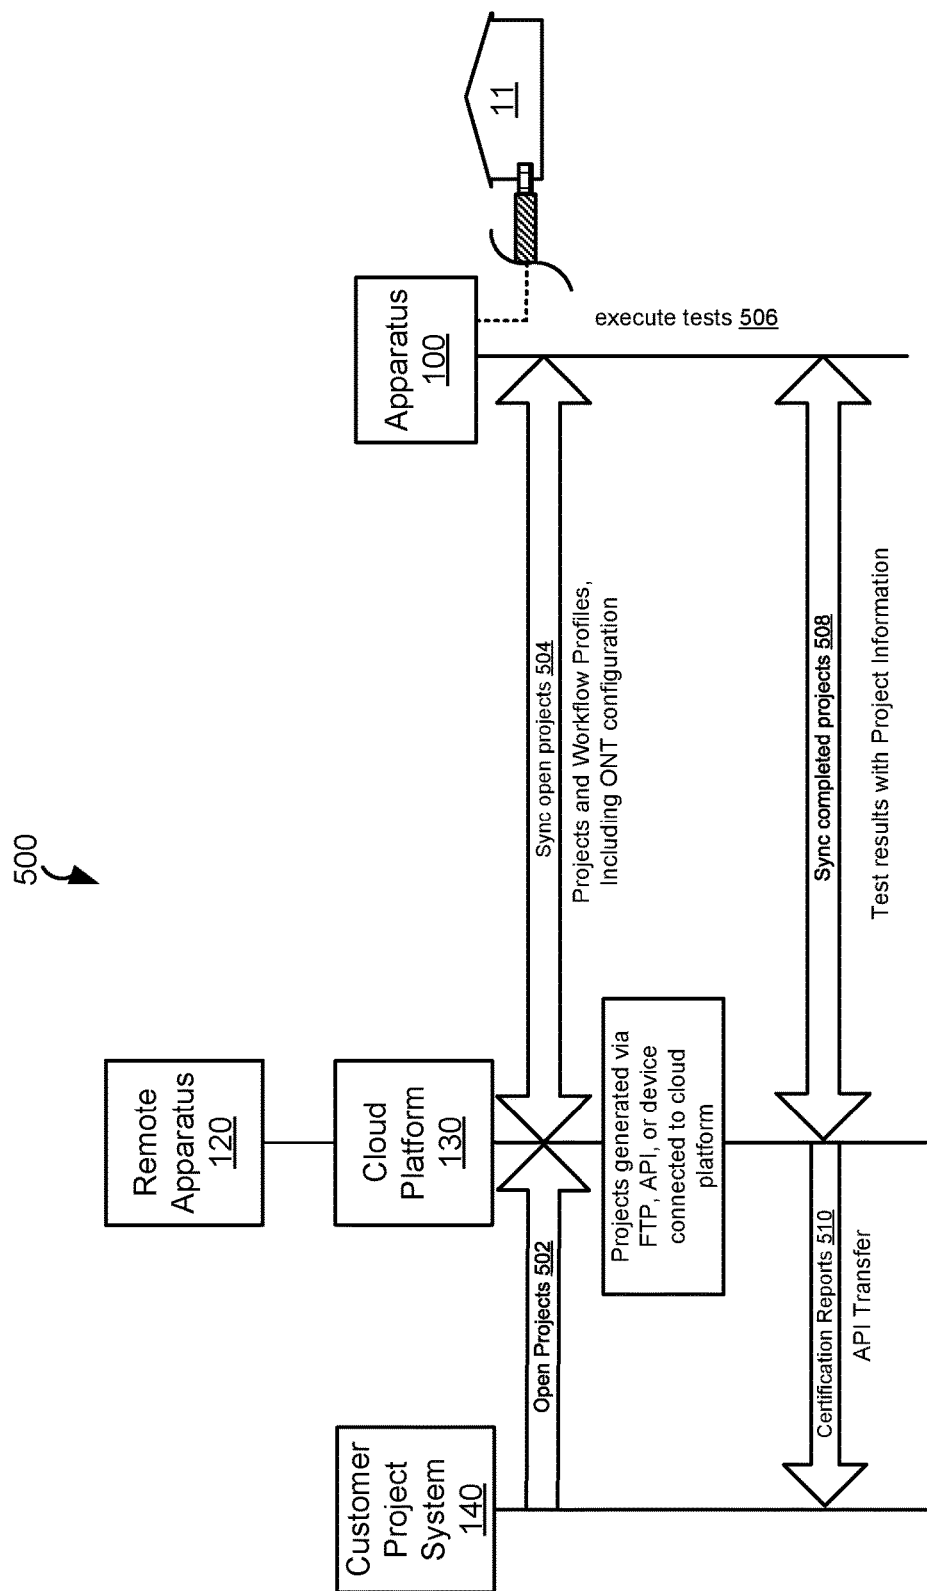 500
Remote
Apparatus
120
Customer
Project
System
140
Cloud
Platform
130
Apparatus
100
11
Open Projects 502
Sync open projects 504
Projects and Workflow Profiles,
Including ONT configuration
execute tests 506
Projects generated via
FTP, API, or device
connected to cloud
platform
Certification Reports 510
API Transfer
Sync completed projects 508
Test results with Project Information